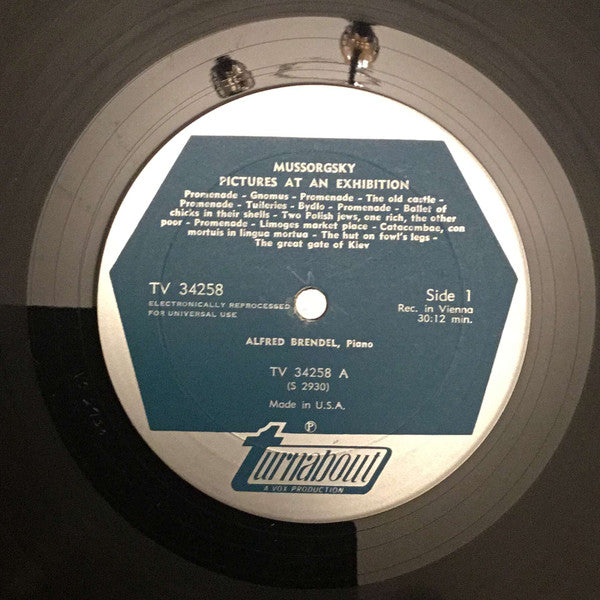 MUSSORGSKY
PICTURES AT AN EXHIBITION
Promenade - Gnomus - Promenade - The old castle -
Promenade - Tuileries - Bydlo - Promenade - Ballet of
chicks in their shells - Two Polish jews, one rich, the other
poor - Promenade - Limoges market place - Catacombae, con
mortuis in lingua mortua - The hut on fowl's legs -
The great gate of Kiev
TV 34258
ELECTRONICALLY REPROCESSED
FOR UNIVERSAL USE
Side 1
Rec. in Vienna
30:12 min.
ALFRED BRENDEL, Piano
TV 34258 A
(S 2930)
Made in U.S.A.
℗
turnabout
A VOX PRODUCTION